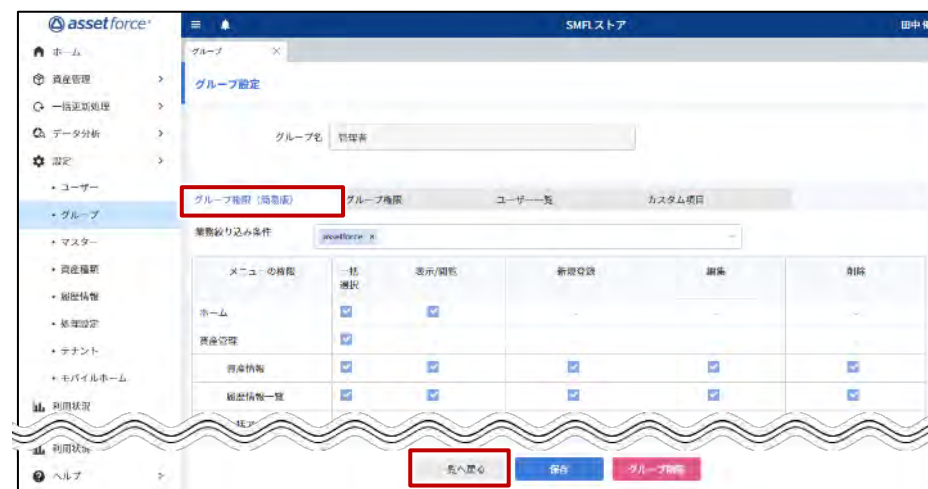 assetforce
SMFLストア
田中
ホーム
資産管理
一括更新処理
データ分析
設定
・ユーザー
・グループ
・マスター
・資産種類
・履歴情報
・処理設定
・テナント
・モバイルホーム
利用状況
利用状況
ヘルプ
グループ ×
グループ設定
グループ名 管理者
グループ権限（簡易版） グループ権限 ユーザー一覧 カスタム項目
業務絞り込み条件 assetforce ×
メニューの権限 一括選択 表示/閲覧 新規登録 編集 削除
ホーム - - -
資産管理
資産情報
履歴情報一覧
一覧へ戻る 保存 グループ削除